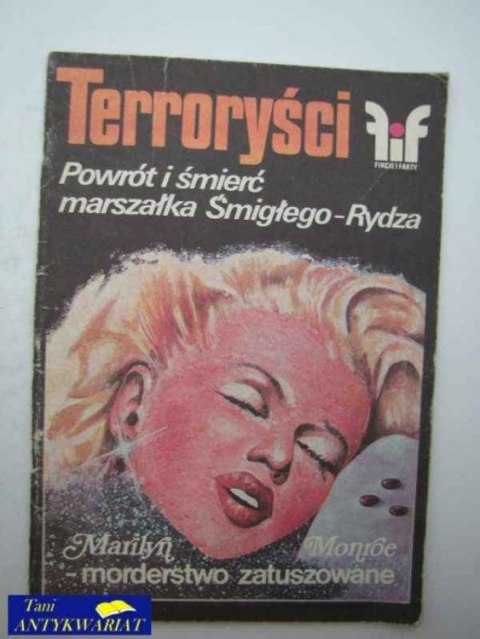 Terroryści
fif
FIKCJE I FAKTY
Powrót i śmierć
marszałka Śmigłego-Rydza
Marilyn Monroe
- morderstwo zatuszowane
Tani
ANTYKWARIAT